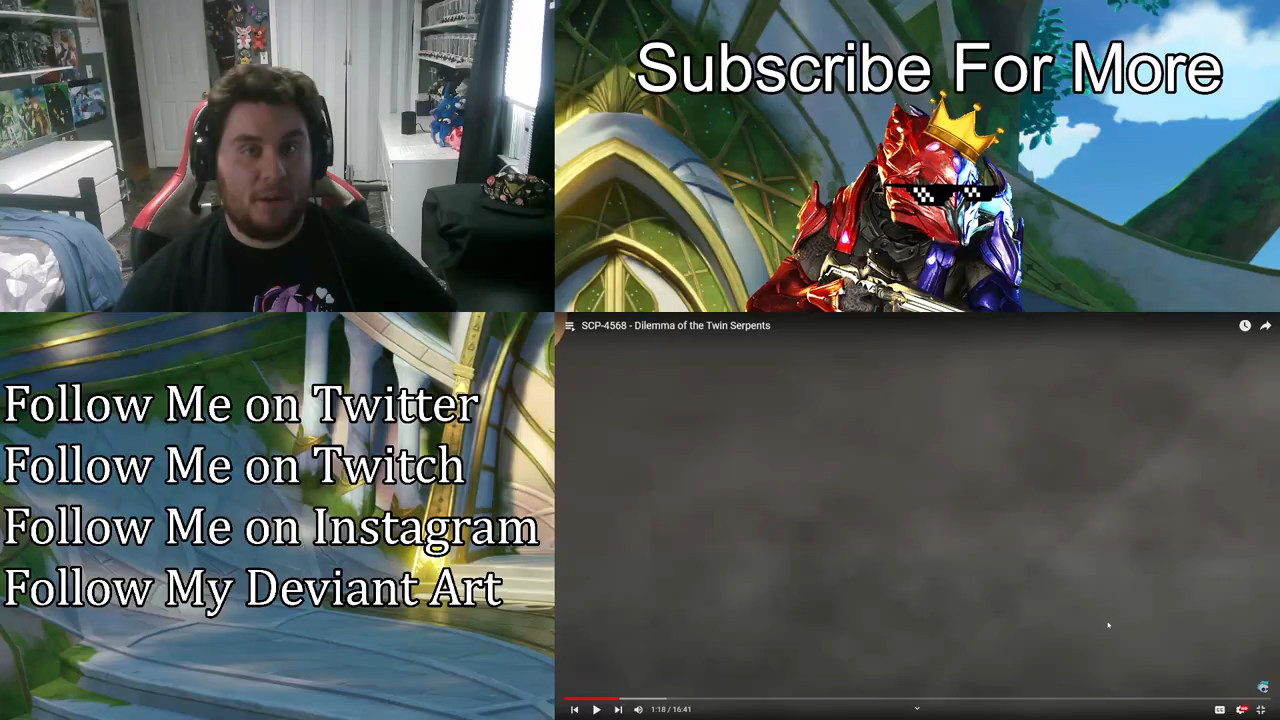 Subscribe For More
SCP-4568 - Dilemma of the Twin Serpents
Follow Me on Twitter
Follow Me on Twitch
Follow Me on Instagram
Follow My Deviant Art
1:18 / 16:41